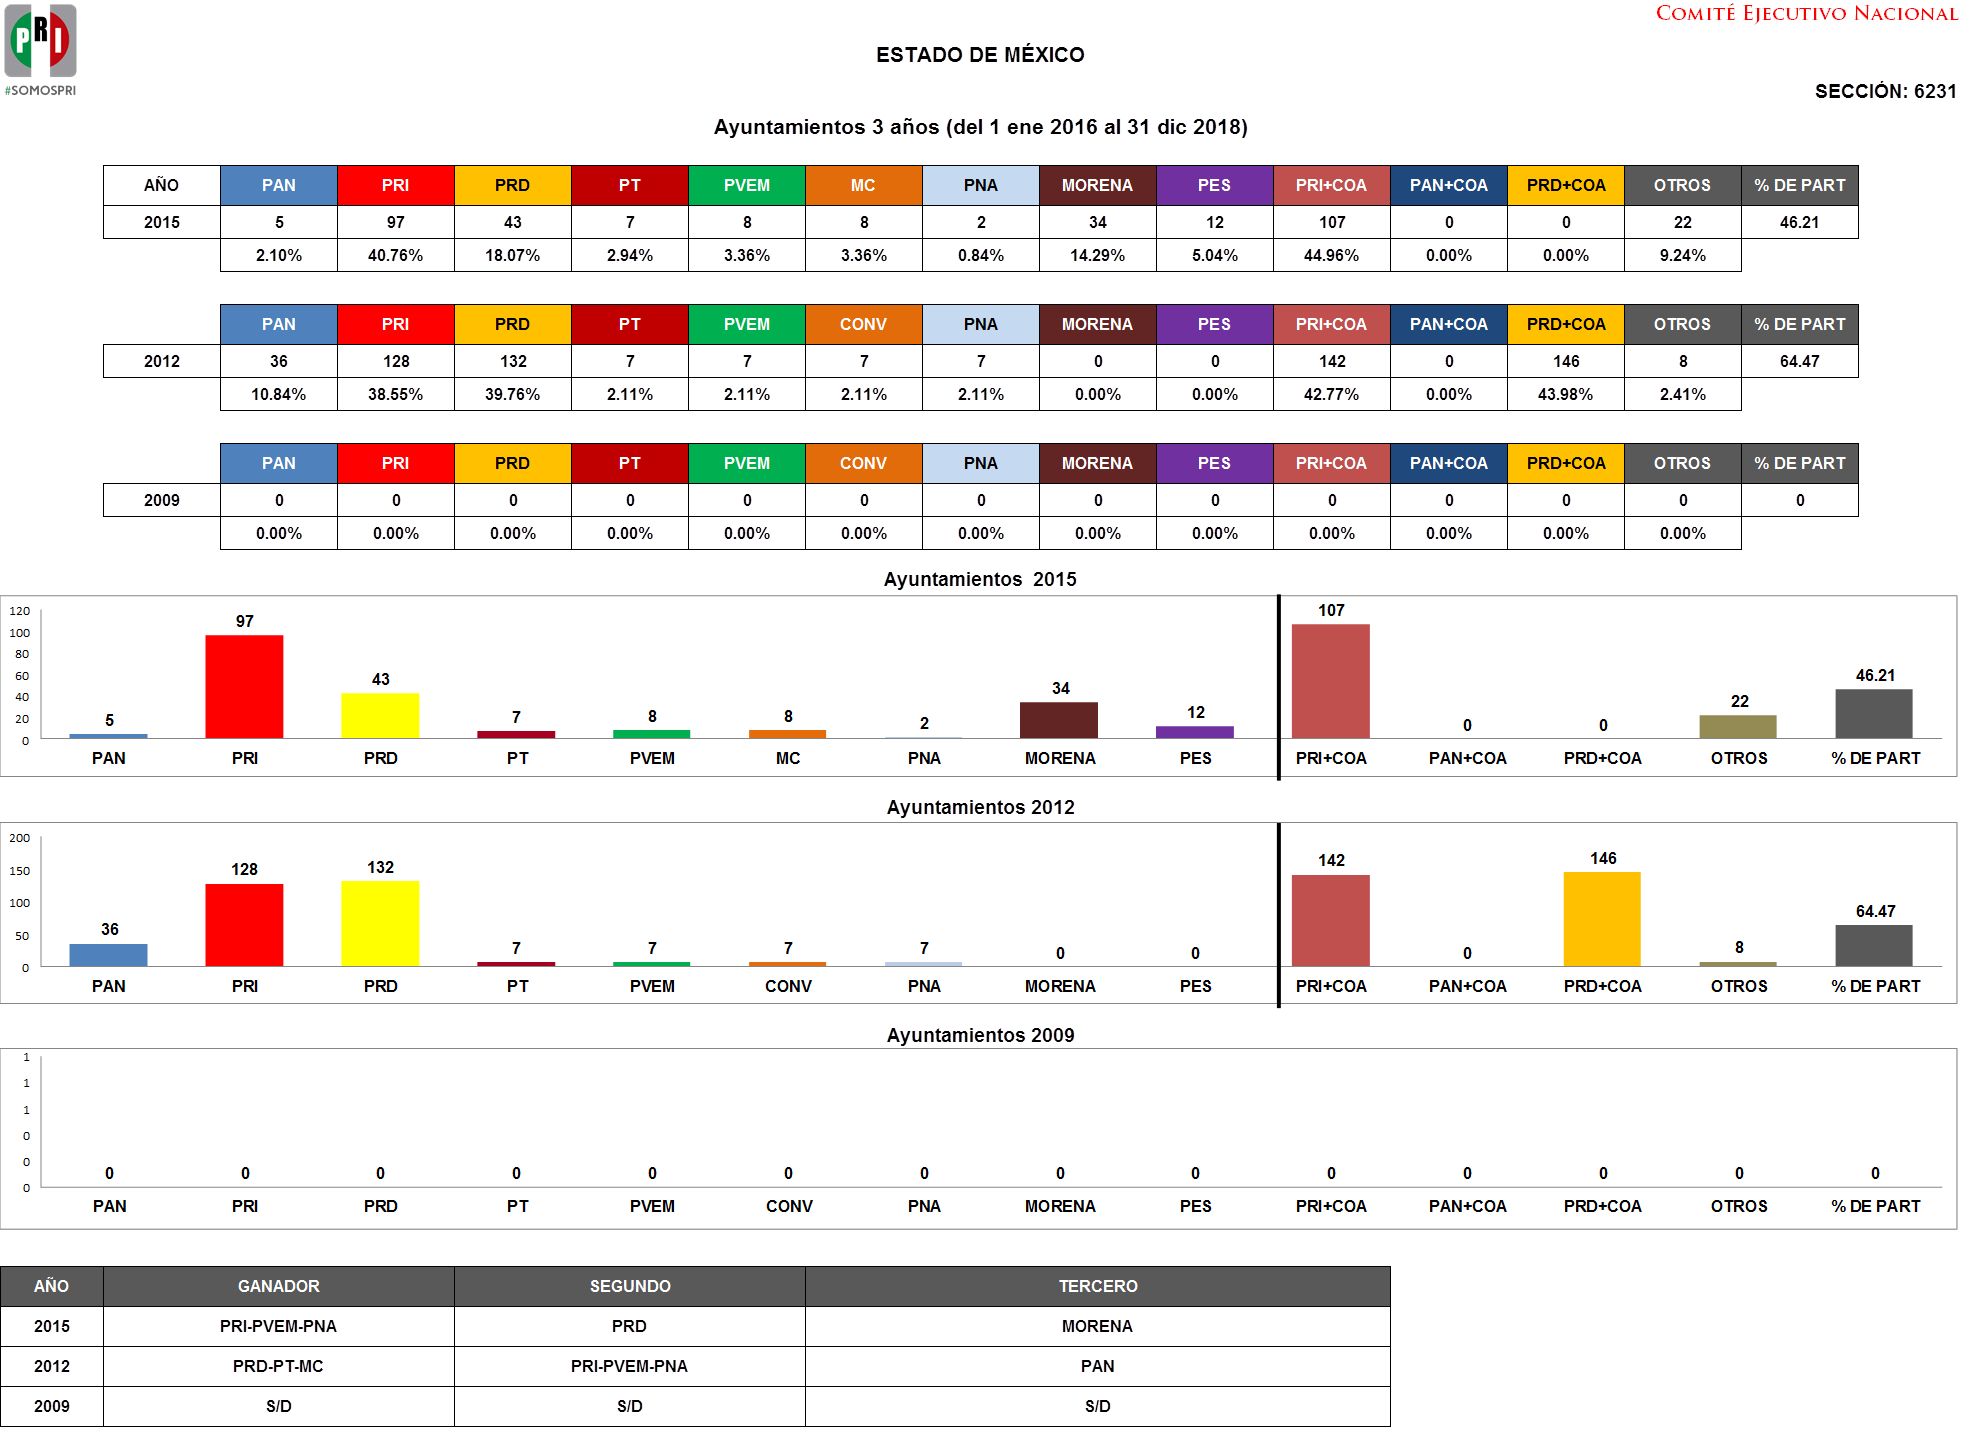 PRI
#SOMOSPRI
COMITÉ EJECUTIVO NACIONAL
ESTADO DE MÉXICO
SECCIÓN: 6231
Ayuntamientos 3 años (del 1 ene 2016 al 31 dic 2018)
AÑO PAN PRI PRD PT PVEM MC PNA MORENA PES PRI+COA PAN+COA PRD+COA OTROS % DE PART
2015 5 97 43 7 8 8 2 34 12 107 0 0 22 46.21
2.10% 40.76% 18.07% 2.94% 3.36% 3.36% 0.84% 14.29% 5.04% 44.96% 0.00% 0.00% 9.24%
PAN PRI PRD PT PVEM CONV PNA MORENA PES PRI+COA PAN+COA PRD+COA OTROS % DE PART
2012 36 128 132 7 7 7 7 0 0 142 0 146 8 64.47
10.84% 38.55% 39.76% 2.11% 2.11% 2.11% 2.11% 0.00% 0.00% 42.77% 0.00% 43.98% 2.41%
PAN PRI PRD PT PVEM CONV PNA MORENA PES PRI+COA PAN+COA PRD+COA OTROS % DE PART
2009 0 0 0 0 0 0 0 0 0 0 0 0 0 0
0.00% 0.00% 0.00% 0.00% 0.00% 0.00% 0.00% 0.00% 0.00% 0.00% 0.00% 0.00% 0.00%
Ayuntamientos 2015
120
100
80
60
40
20
0
5 97 43 7 8 8 2 34 12 107 0 0 22 46.21
PAN PRI PRD PT PVEM MC PNA MORENA PES PRI+COA PAN+COA PRD+COA OTROS % DE PART
Ayuntamientos 2012
200
150
100
50
0
36 128 132 7 7 7 7 0 0 142 0 146 8 64.47
PAN PRI PRD PT PVEM CONV PNA MORENA PES PRI+COA PAN+COA PRD+COA OTROS % DE PART
Ayuntamientos 2009
1
1
1
0
0
0
0 0 0 0 0 0 0 0 0 0 0 0 0 0
PAN PRI PRD PT PVEM CONV PNA MORENA PES PRI+COA PAN+COA PRD+COA OTROS % DE PART
AÑO GANADOR SEGUNDO TERCERO
2015 PRI-PVEM-PNA PRD MORENA
2012 PRD-PT-MC PRI-PVEM-PNA PAN
2009 S/D S/D S/D